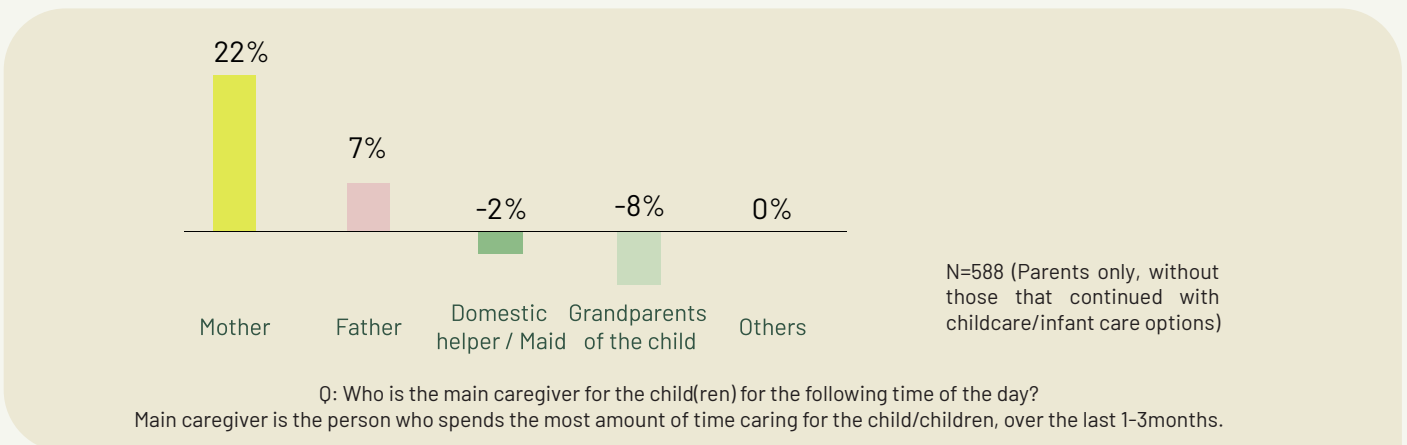 22%
7%
-2%
-8%
0%
Mother
Father
Domestic
helper / Maid
Grandparents
of the child
Others
N=588 (Parents only, without
those that continued with
childcare/infant care options)
Q: Who is the main caregiver for the child(ren) for the following time of the day?
Main caregiver is the person who spends the most amount of time caring for the child/children, over the last 1-3months.